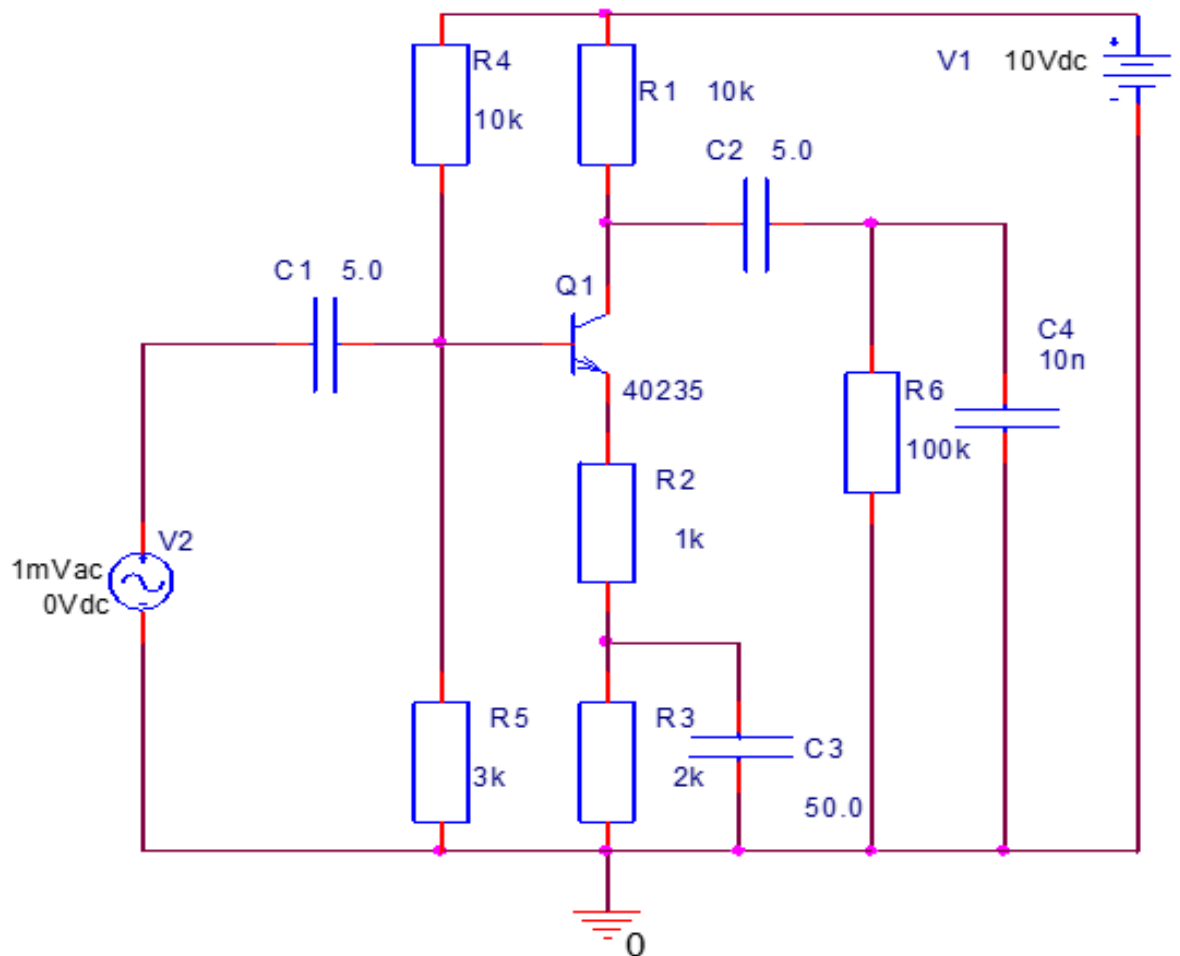 R4
10k
R1 10k
V1 10Vdc
+
-
C2 5.0
C1 5.0
Q1
40235
C4
10n
R6
100k
R2
1k
V2
1mVac
0Vdc
+
-
R5
3k
R3
2k
C3
50.0
0